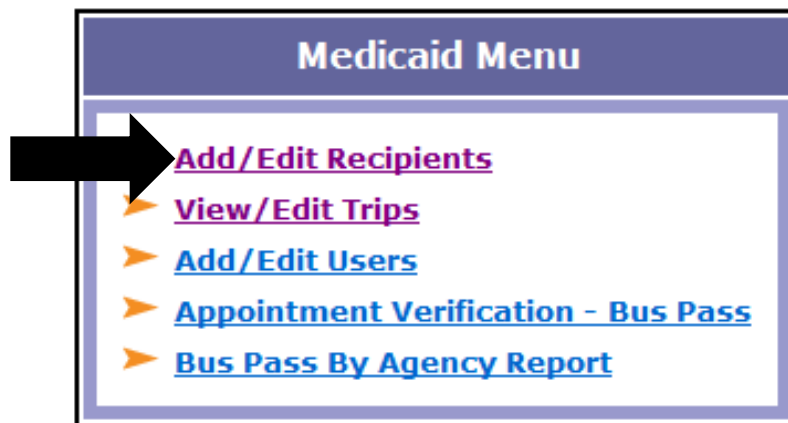 Medicaid Menu
Add/Edit Recipients
View/Edit Trips
Add/Edit Users
Appointment Verification - Bus Pass
Bus Pass By Agency Report